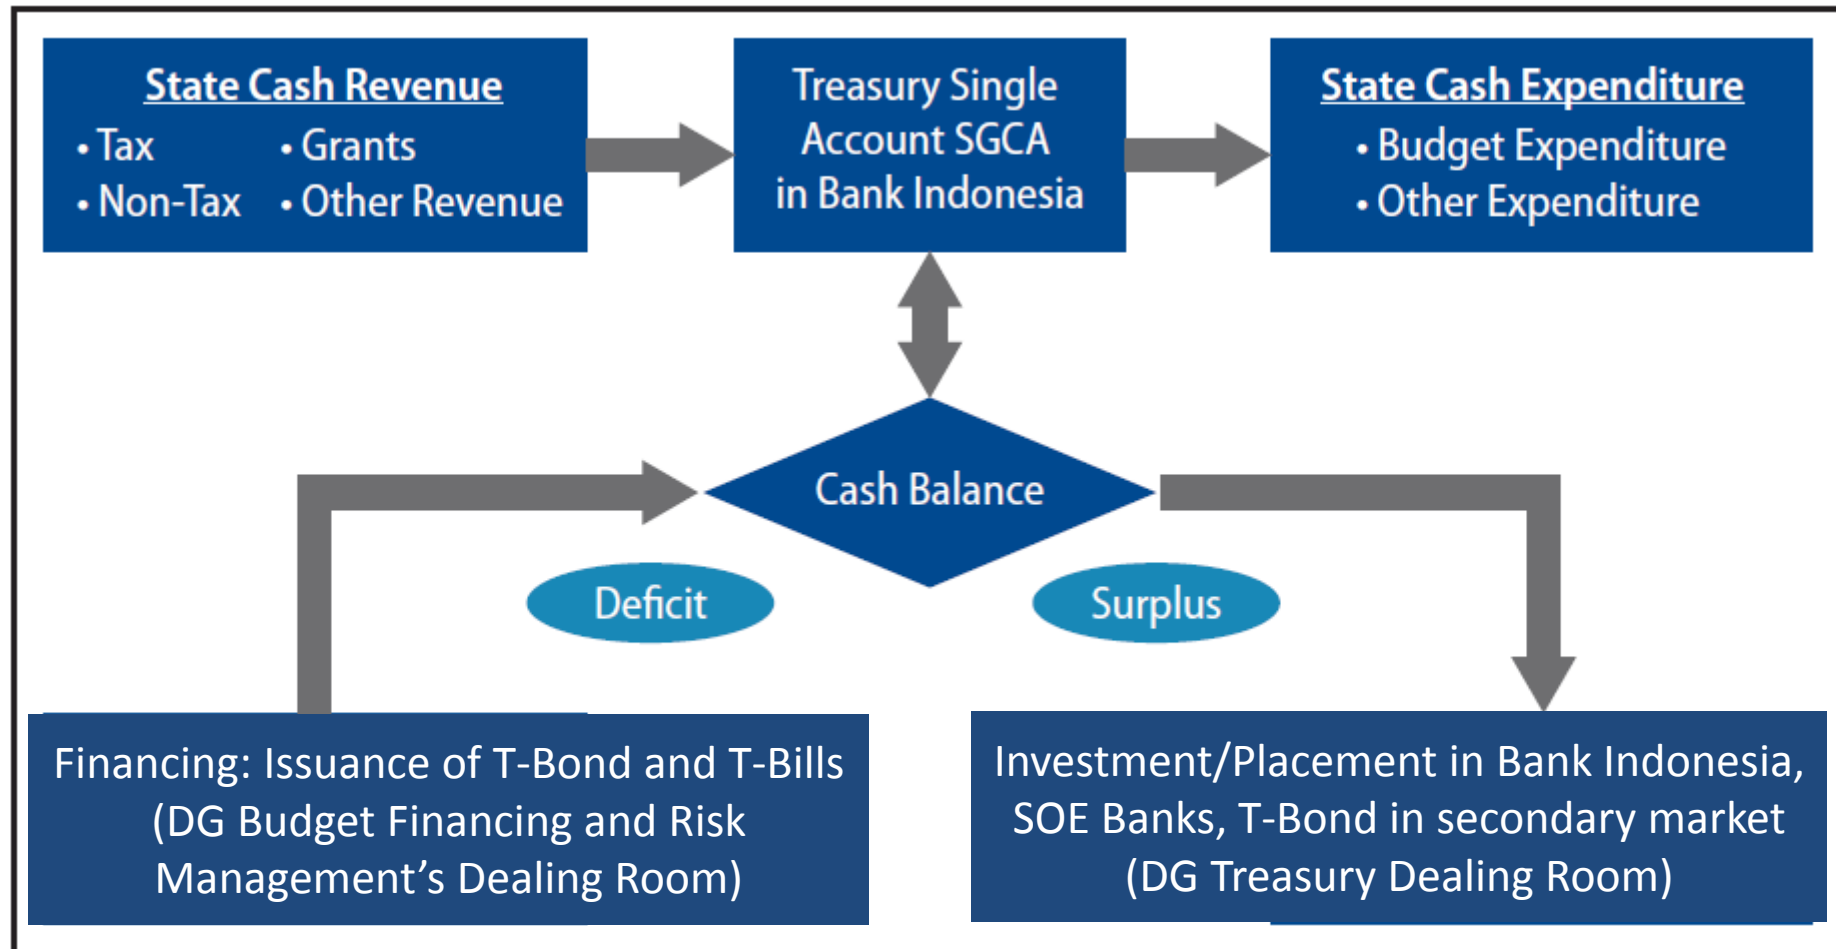 State Cash Revenue
• Tax • Grants
• Non-Tax • Other Revenue
Treasury Single
Account SGCA
in Bank Indonesia
State Cash Expenditure
• Budget Expenditure
• Other Expenditure
Cash Balance
Deficit
Surplus
Financing: Issuance of T-Bond and T-Bills
(DG Budget Financing and Risk
Management’s Dealing Room)
Investment/Placement in Bank Indonesia,
SOE Banks, T-Bond in secondary market
(DG Treasury Dealing Room)